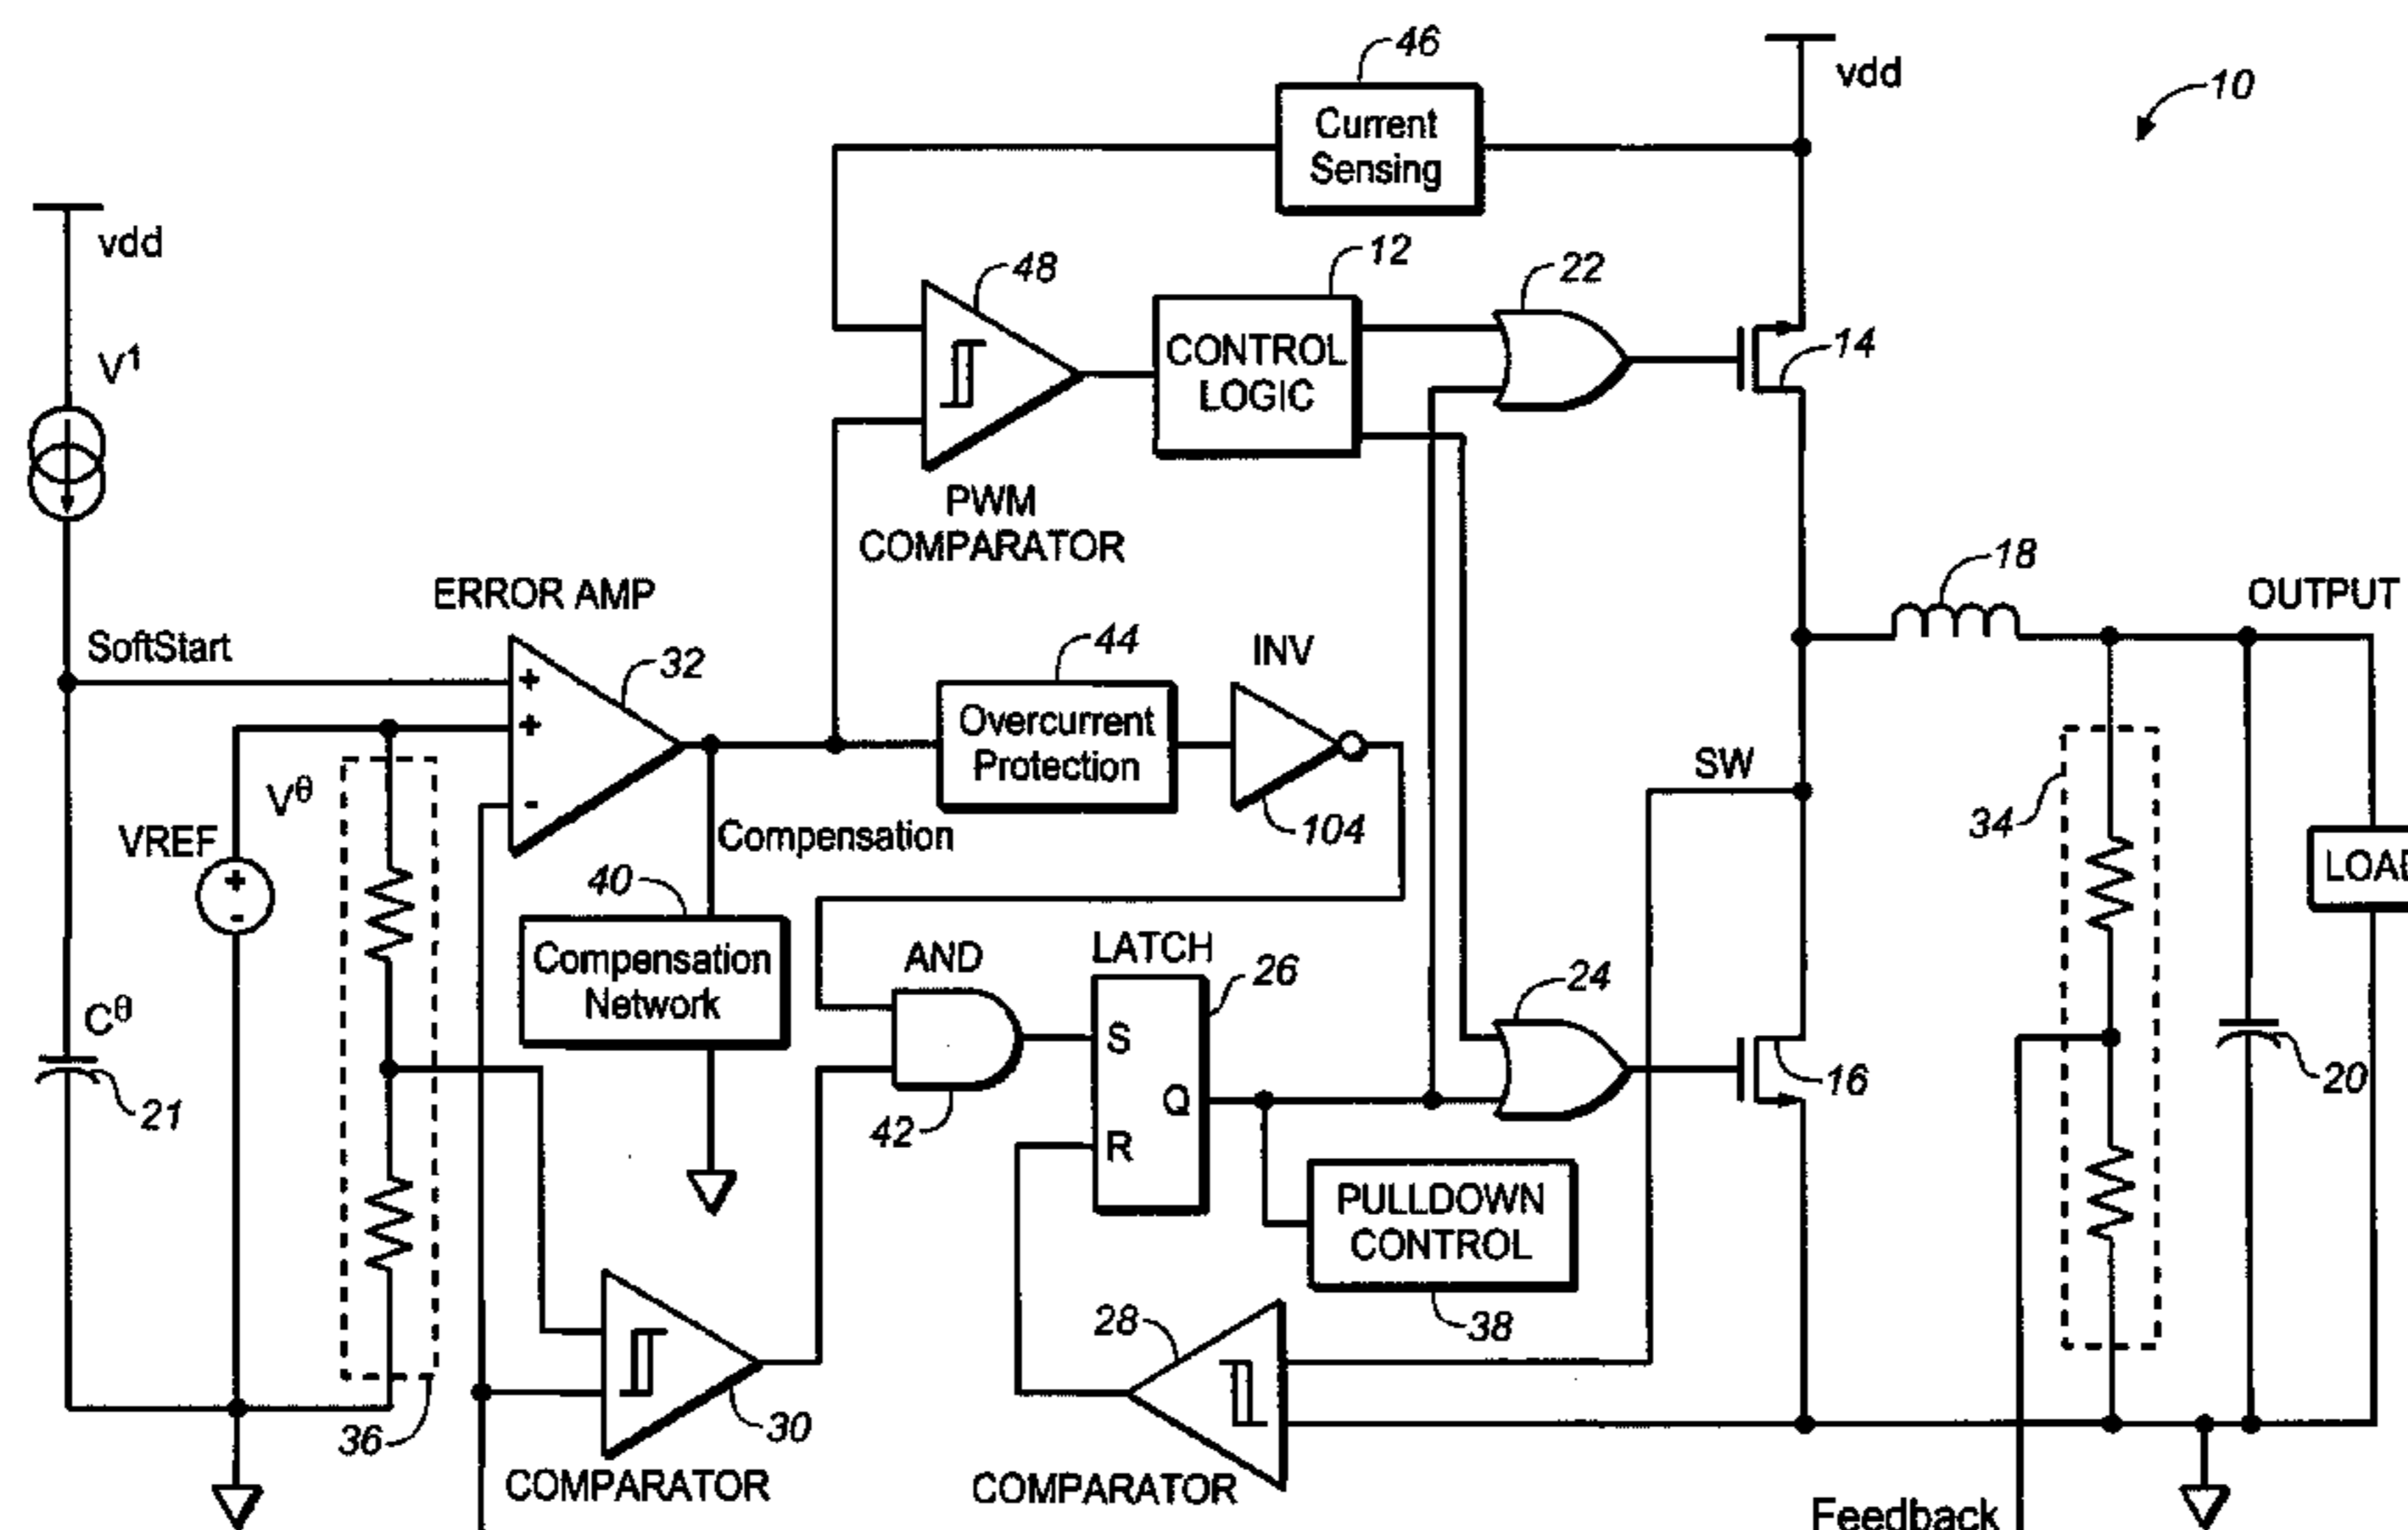 46
vdd
10
Current
Sensing
vdd
48
12
22
V1
CONTROL
LOGIC
14
PWM
COMPARATOR
18
ERROR AMP
OUTPUT
SoftStart
32
44
INV
+
+
-
Overcurrent
Protection
SW
Vθ
34
VREF
+
-
Compensation
104
40
Compensation
Network
AND
LATCH
26
24
Cθ
S
21
Q
16
20
42
R
PULLDOWN
CONTROL
28
38
36
30
COMPARATOR
COMPARATOR
Feedback